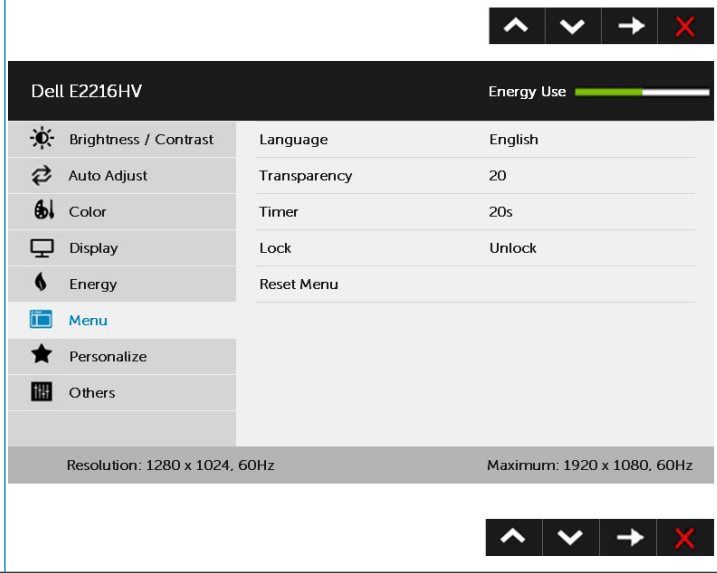 Dell E2216HV Energy Use
Brightness / Contrast Language English
Auto Adjust Transparency 20
Color Timer 20s
Display Lock Unlock
Energy Reset Menu
Menu
Personalize
Others
Resolution: 1280 x 1024, 60Hz Maximum: 1920 x 1080, 60Hz